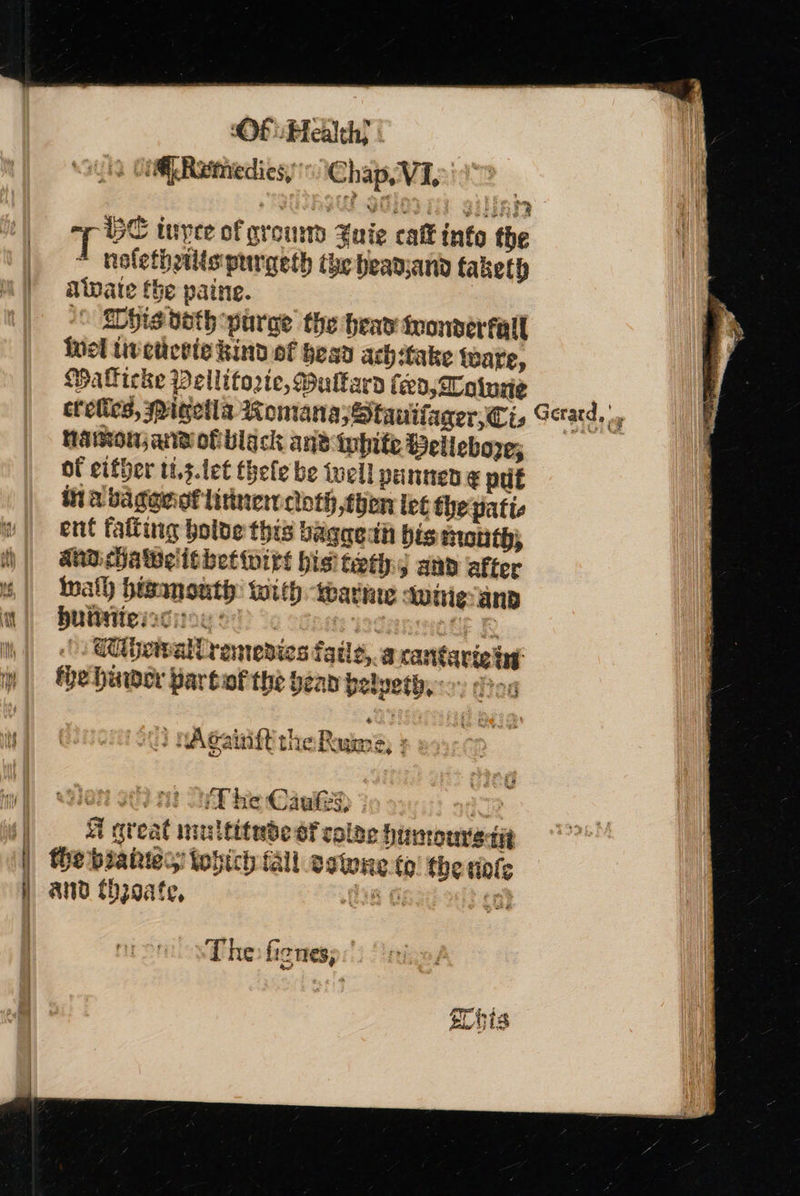 Of Health,
Remedies, Chap. VI.
THE iuyce of ground Juie cast into the
nosethrills purgeth the head, and taketh
awaie the paine.
This doth purge the head wonderfull
wel in euerie kind of head ach: take ware,
Masticke Pellitorie, Mustard séed, Towne
cresses, Nigella Romana, Stauisager, Ci-
namon, and of black and white Hellebore,
of either ii.ʒ. let these be well punned & put
in a bagge of linnen cloth, then let the pati-
ent fasting holde this bagge in his mouth,
and chawe it betwixt his teeth, and after
wash his mouth with warme wine and
When all remedies faile, a cantarie in
the hinder part of the head helpeth.
Against the Rume,
The Causes,
A great multitude of colde humours in
the braines, which fall downe to the nose
and throate,
The signes,
This
Gerard.